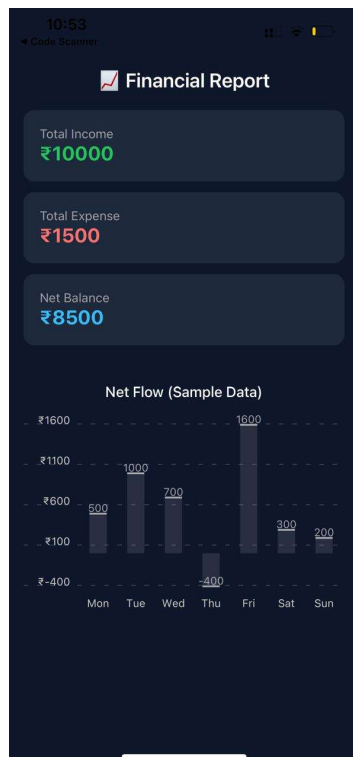 10:53
◀ Code Scanner
📈 Financial Report
Total Income
₹10000
Total Expense
₹1500
Net Balance
₹8500
Net Flow (Sample Data)
₹1600
₹1100
₹600
₹100
₹-400
500
1000
700
-400
1600
300
200
Mon Tue Wed Thu Fri Sat Sun